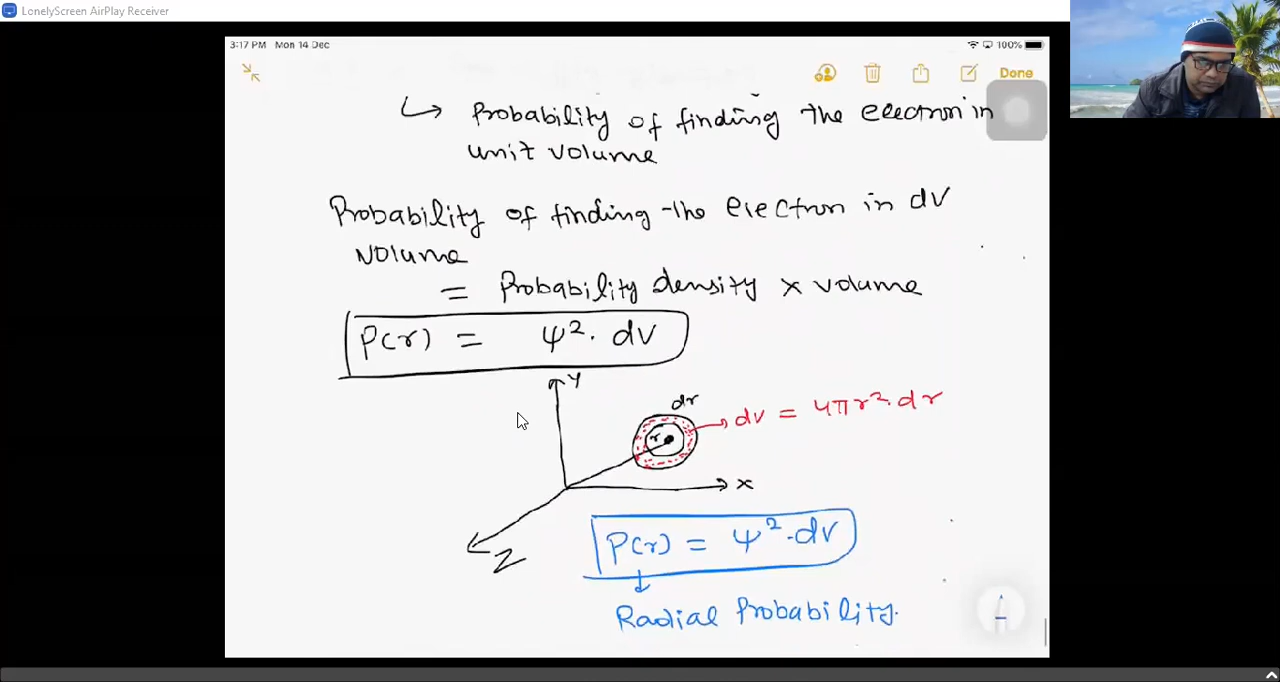 LonelyScreen AirPlay Receiver
3:17 PM Mon 14 Dec
100%
Done
↳ Probability of finding the electron in
unit volume
Probability of finding the electron in dV
volume
= Probability density × volume
P(r) = ψ². dV
Y
dr
r
dV = 4πr². dr
X
Z
P(r) = ψ². dV
Radial Probability.